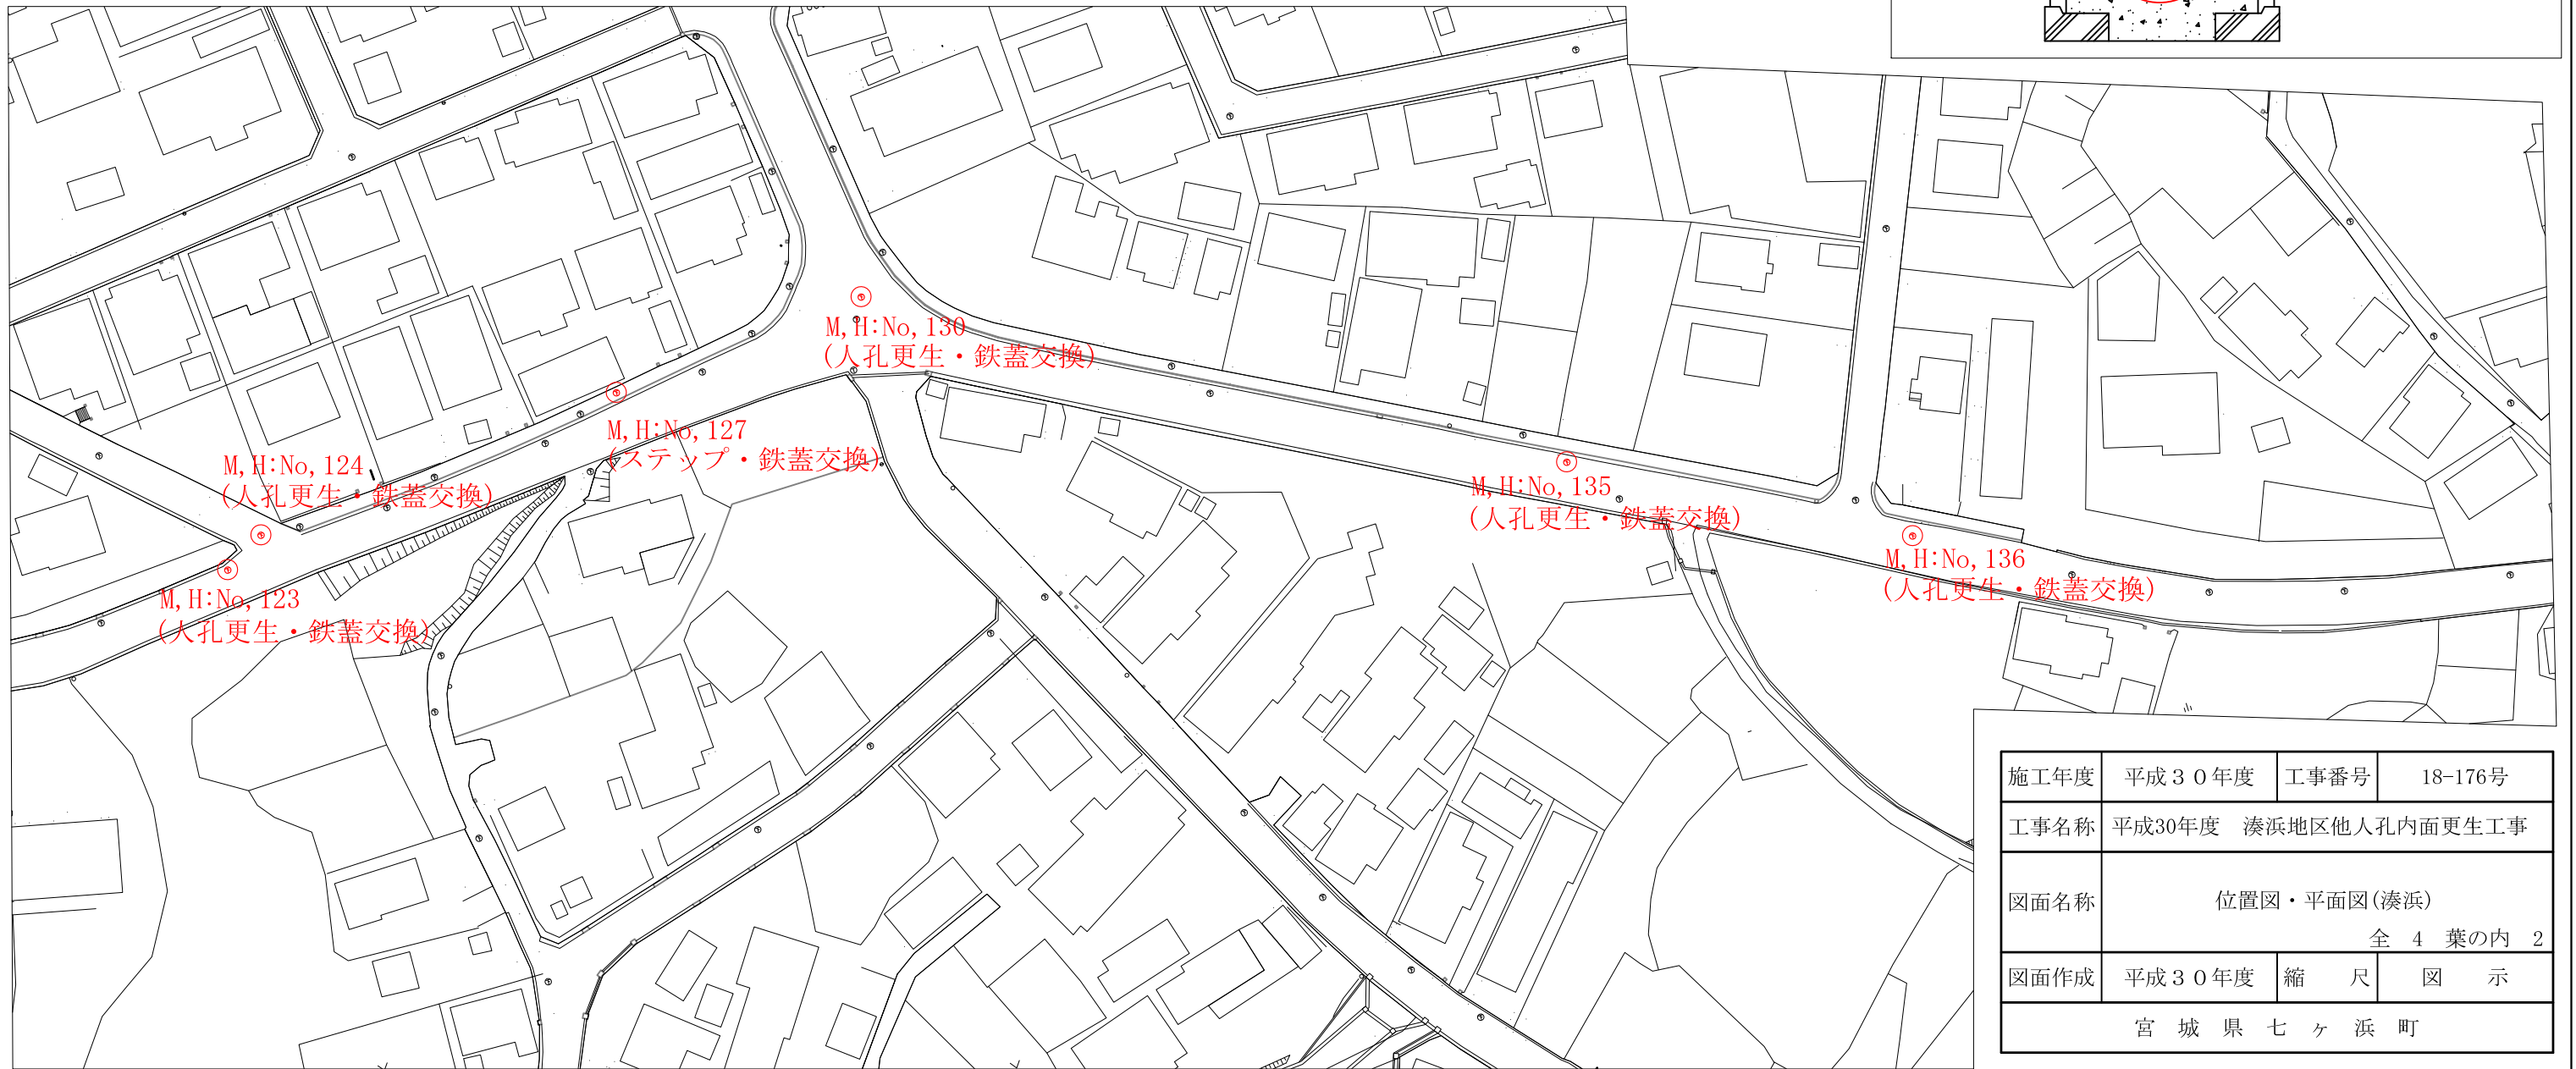 M,H:No,130
(人孔更生・鉄蓋交換)
M,H:No,127
(ステップ・鉄蓋交換)
M,H:No,124
(人孔更生・鉄蓋交換)
M,H:No,135
(人孔更生・鉄蓋交換)
M,H:No,136
(人孔更生・鉄蓋交換)
M,H:No,123
(人孔更生・鉄蓋交換)
施工年度 平成３０年度 工事番号 18-176号
工事名称 平成30年度 湊浜地区他人孔内面更生工事
図面名称 位置図・平面図(湊浜)
全 4 葉の内 2
図面作成 平成３０年度 縮 尺 図 示
宮 城 県 七 ヶ 浜 町